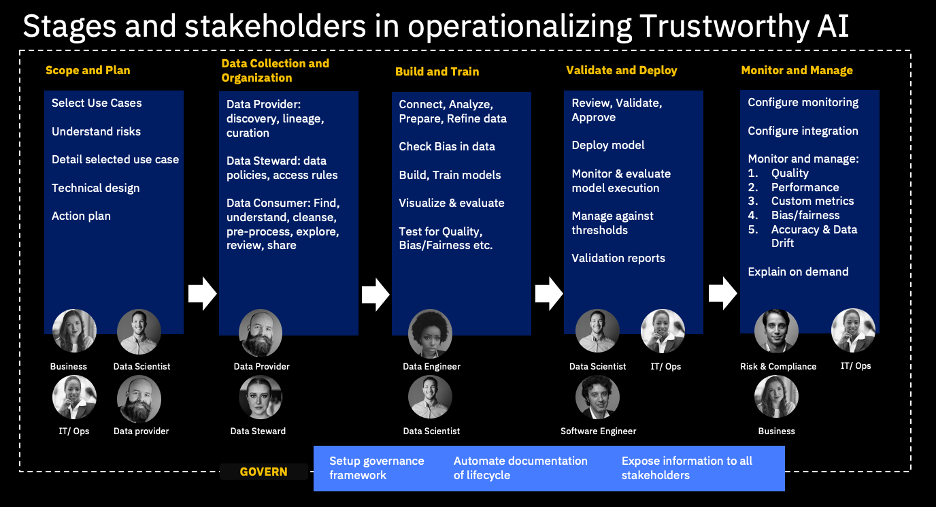 Stages and stakeholders in operationalizing Trustworthy AI
Scope and Plan
Select Use Cases
Understand risks
Detail selected use case
Technical design
Action plan
Business
Data Scientist
IT/ Ops
Data provider
Data Collection and
Organization
Data Provider:
discovery, lineage,
curation
Data Steward: data
policies, access rules
Data Consumer: Find,
understand, cleanse,
pre-process, explore,
review, share
Data Provider
Data Steward
Build and Train
Connect, Analyze,
Prepare, Refine data
Check Bias in data
Build, Train models
Visualize & evaluate
Test for Quality,
Bias/Fairness etc.
Data Engineer
Data Scientist
Validate and Deploy
Review, Validate,
Approve
Deploy model
Monitor & evaluate
model execution
Manage against
thresholds
Validation reports
Data Scientist
IT/ Ops
Software Engineer
Monitor and Manage
Configure monitoring
Configure integration
Monitor and manage:
1. Quality
2. Performance
3. Custom metrics
4. Bias/fairness
5. Accuracy & Data
Drift
Explain on demand
Risk & Compliance
IT/ Ops
Business
GOVERN
Setup governance
framework
Automate documentation
of lifecycle
Expose information to all
stakeholders